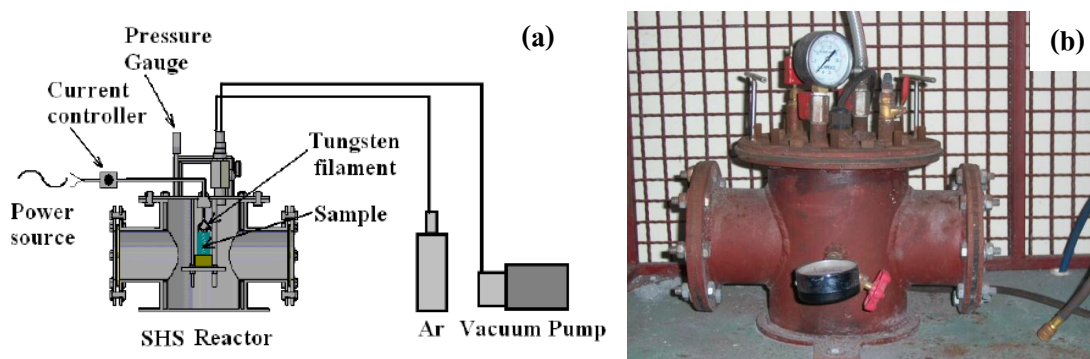 Pressure
Gauge
(a)
Current
controller
Tungsten
filament
Sample
Power
source
SHS Reactor
Ar
Vacuum Pump
(b)